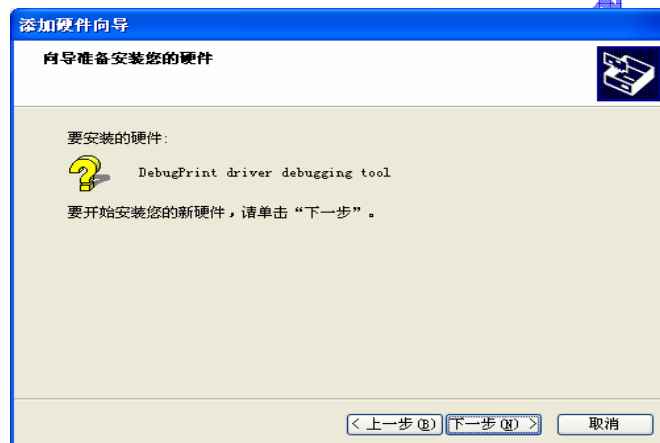 添加硬件向导
向导准备安装您的硬件
要安装的硬件:
DebugPrint driver debugging tool
要开始安装您的新硬件，请单击“下一步”。
< 上一步(B) 下一步(N) > 取消